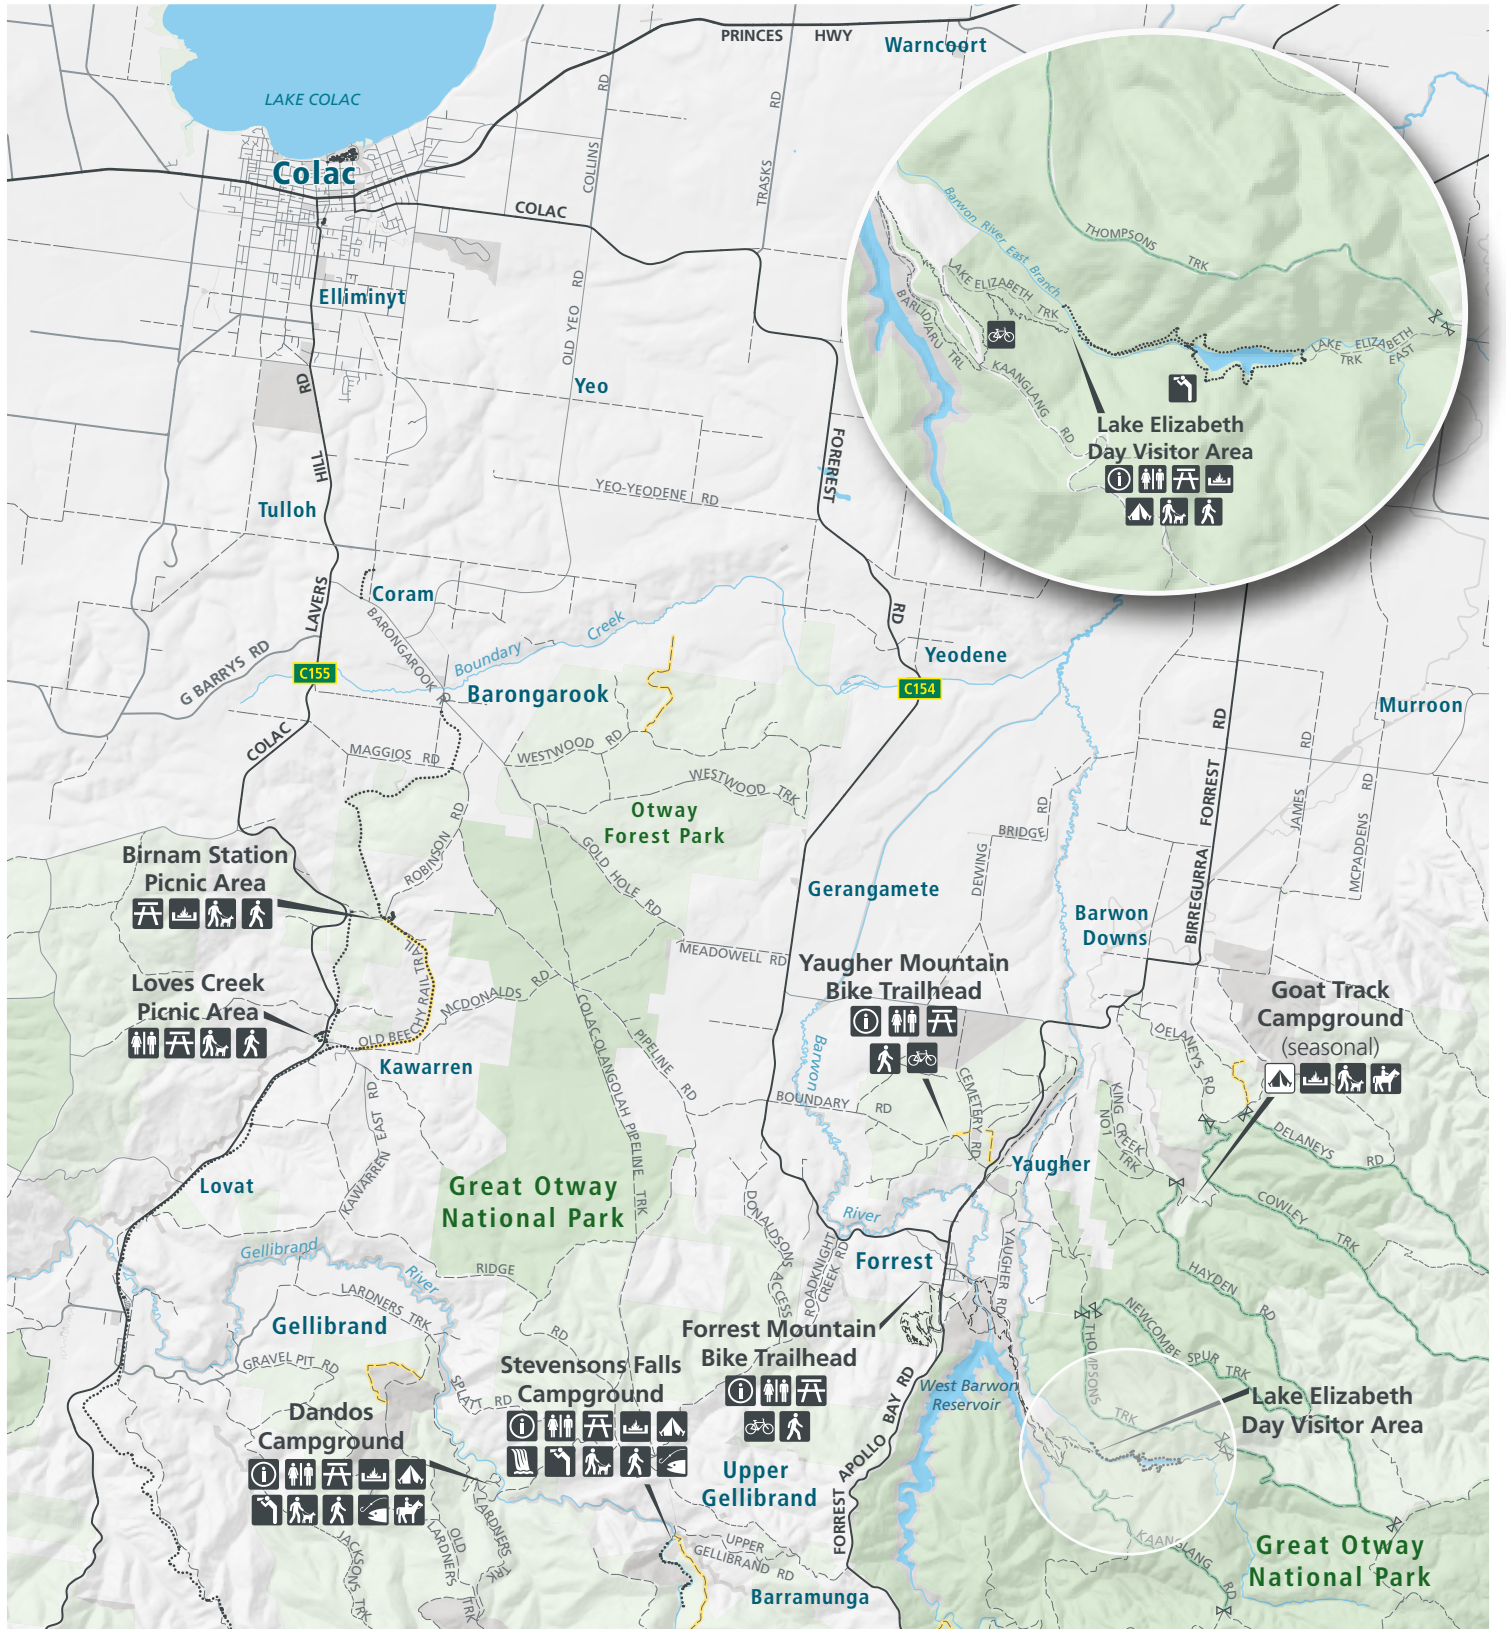 PRINCES HWY
Warncoort
LAKE COLAC
Colac
COLLINS RD
TRASKS RD
COLAC
Elliminyt
OLD YEO RD
Yeo
FORREST
RD
HILL
RD
LAVERS
Tulloh
YEO-YEODENE RD
Coram
BARONGAROOK R
Boundary Creek
G BARRYS RD
C155
Barongarook
Yeodene
C154
Murroon
COLAC
MAGGIOS RD
WESTWOOD RD
WESTWOOD TRK
Otway
Forest Park
GOLD HOLE RD
ROBINSON RD
Birnam Station
Picnic Area
Loves Creek
Picnic Area
OLD BEECHY RAIL TRAIL
MCDONALDS RD
Kawarren
KAWARREN EAST RD
Lovat
COLAC-OLANGOLAH PIPELINE TRK
PIPELINE RD
MEADOWELL RD
Gerangamete
BRIDGE RD
DEWING
Barwon
Downs
BIRREGURRA FORREST RD
JAMES RD
MCPADDENS RD
Yaugher Mountain
Bike Trailhead
Goat Track
Campground
(seasonal)
DELANEYS RD
Barwon
BOUNDARY RD
CEMETERY RD
KING CREEK
NO1 TRK
DELANEYS RD
Yaugher
COWLEY TRK
HAYDEN RD
NEWCOMBE SPUR TRK
THOMPSONS
TRK
YAUGHER RD
River
Forrest
DONALDSONS ACCESS
ROADKNIGHT
CREEK RD
Great Otway
National Park
Gellibrand
River
RIDGE
RD
LARDNERS TRK
Gellibrand
GRAVEL PIT RD
SPLATT RD
Dandos
Campground
Stevensons Falls
Campground
Forrest Mountain
Bike Trailhead
West Barwon
Reservoir
Lake Elizabeth
Day Visitor Area
Upper
Gellibrand
FORREST APOLLO BAY RD
UPPER
GELLIBRAND RD
Barramunga
JACKSONS TRK
OLD
LARDNERS
TRK
LARDNERS
TRK
KAANGLANG
RD
Great Otway
National Park
Barwon River East Branch
THOMPSONS
TRK
LAKE ELIZABETH
TRK
BARLIDJARU TRL
KAANGLANG
RD
LAKE ELIZABETH
TRK EAST
Lake Elizabeth
Day Visitor Area